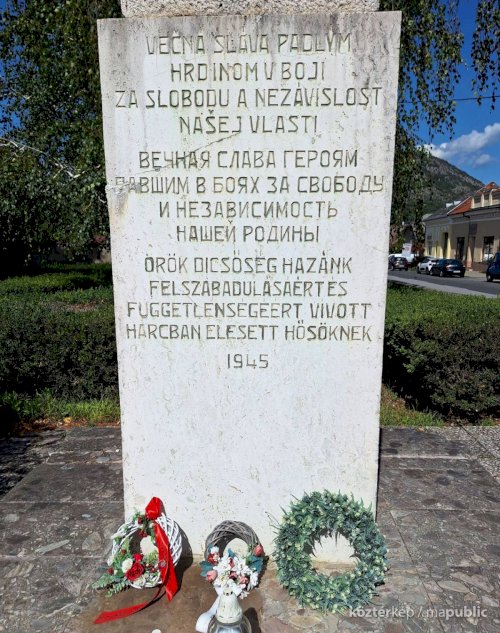 VEČNÁ SLÁVA PADLÝM
HRDINOM V BOJI
ZA SLOBODU A NEZÁVISLOSŤ
NAŠEJ VLASTI
ВЕЧНАЯ СЛАВА ГЕРОЯМ
ПАВШИМ В БОЯХ ЗА СВОБОДУ
И НЕЗАВИСИМОСТЬ
НАШЕЙ РОДИНЫ
ÖRÖK DICSŐSÉG HAZÁNK
FELSZABADULÁSAÉRT ÉS
FÜGGETLENSÉGÉÉRT VÍVOTT
HARCBAN ELESETT HŐSÖKNEK
1945
köztérkép / mapublic